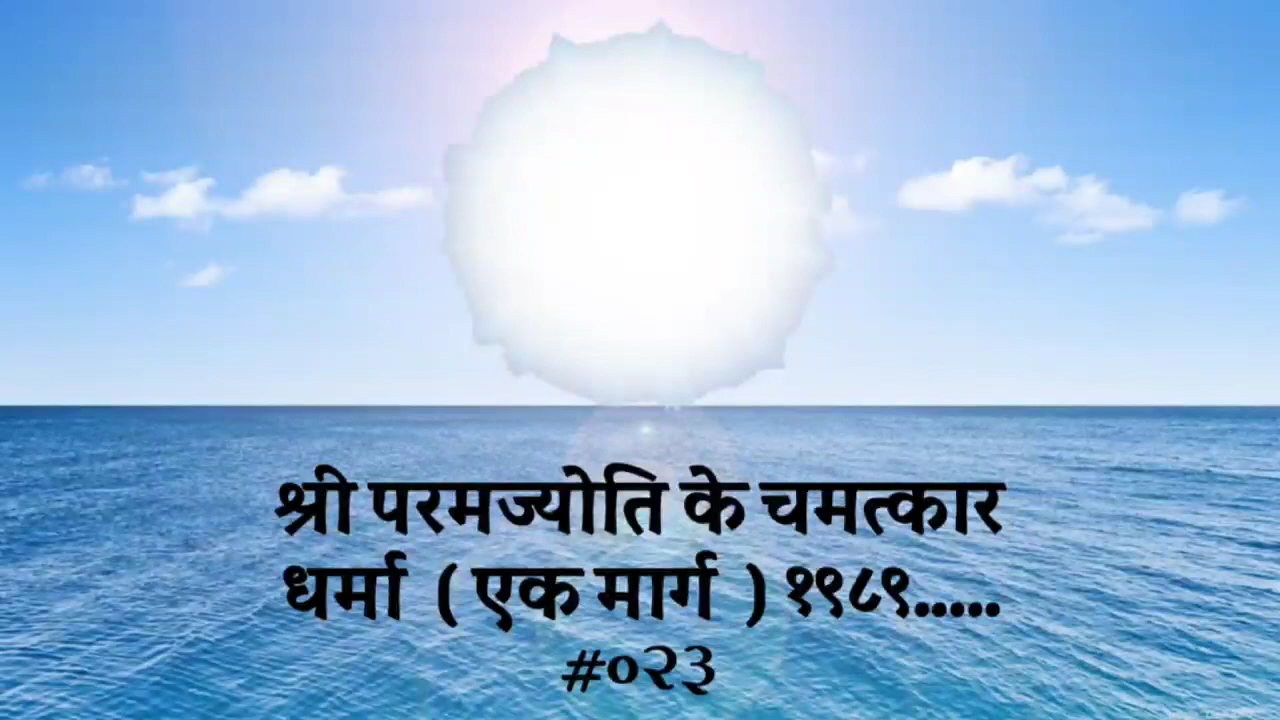 श्री परमज्योति के चमत्कार
धर्मा ( एक मार्ग ) १९८९.....
#०२३